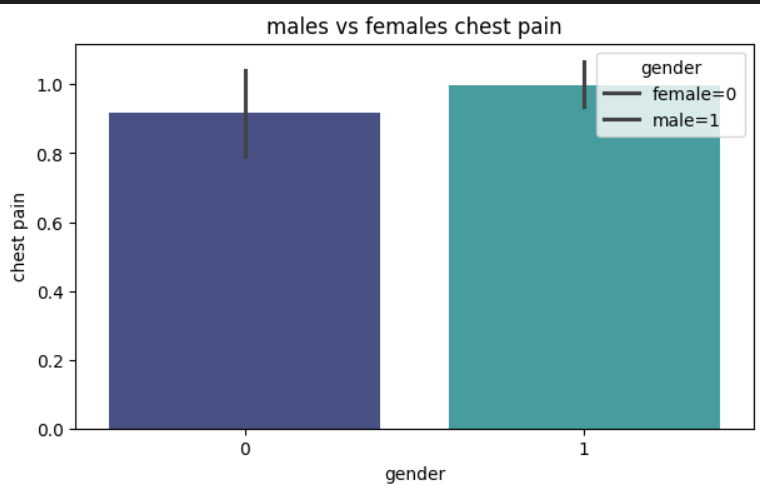 males vs females chest pain
gender
female=0
male=1
chest pain
1.0
0.8
0.6
0.4
0.2
0.0
0
1
gender